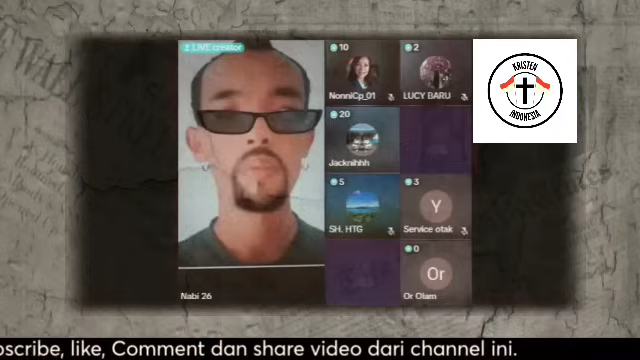 LIVE creator
10
NonniCp_01
2
LUCY BARU
20
Jacknihhh
5
SH. HTG
3
Y
Service otak
0
Or
Or Olam
Nabi 26
KRISTEN
INDONESIA
oscribe, like, Comment dan share video dari channel ini.